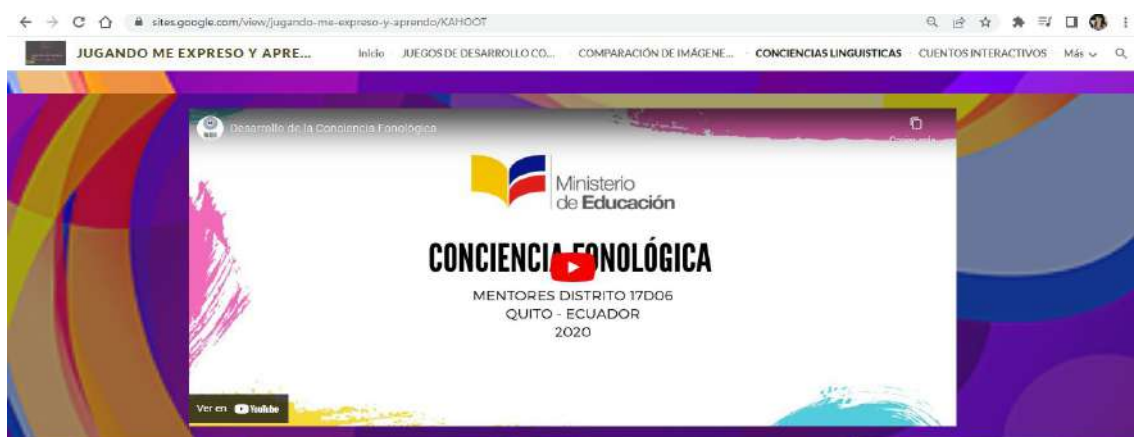 sites.google.com/view/jugando-me-expreso-y-aprendo/KAHOOT
JUGANDO ME EXPRESO Y APRE... Inicio JUEGOS DE DESARROLLO CO... COMPARACIÓN DE IMÁGENE... CONCIENCIAS LINGUISTICAS CUENTOS INTERACTIVOS Más
Desarrollo de la Conciencia Fonológica
Ministerio
de Educación
CONCIENCIA FONOLÓGICA
MENTORES DISTRITO 17D06
QUITO - ECUADOR
2020
Ver en YouTube